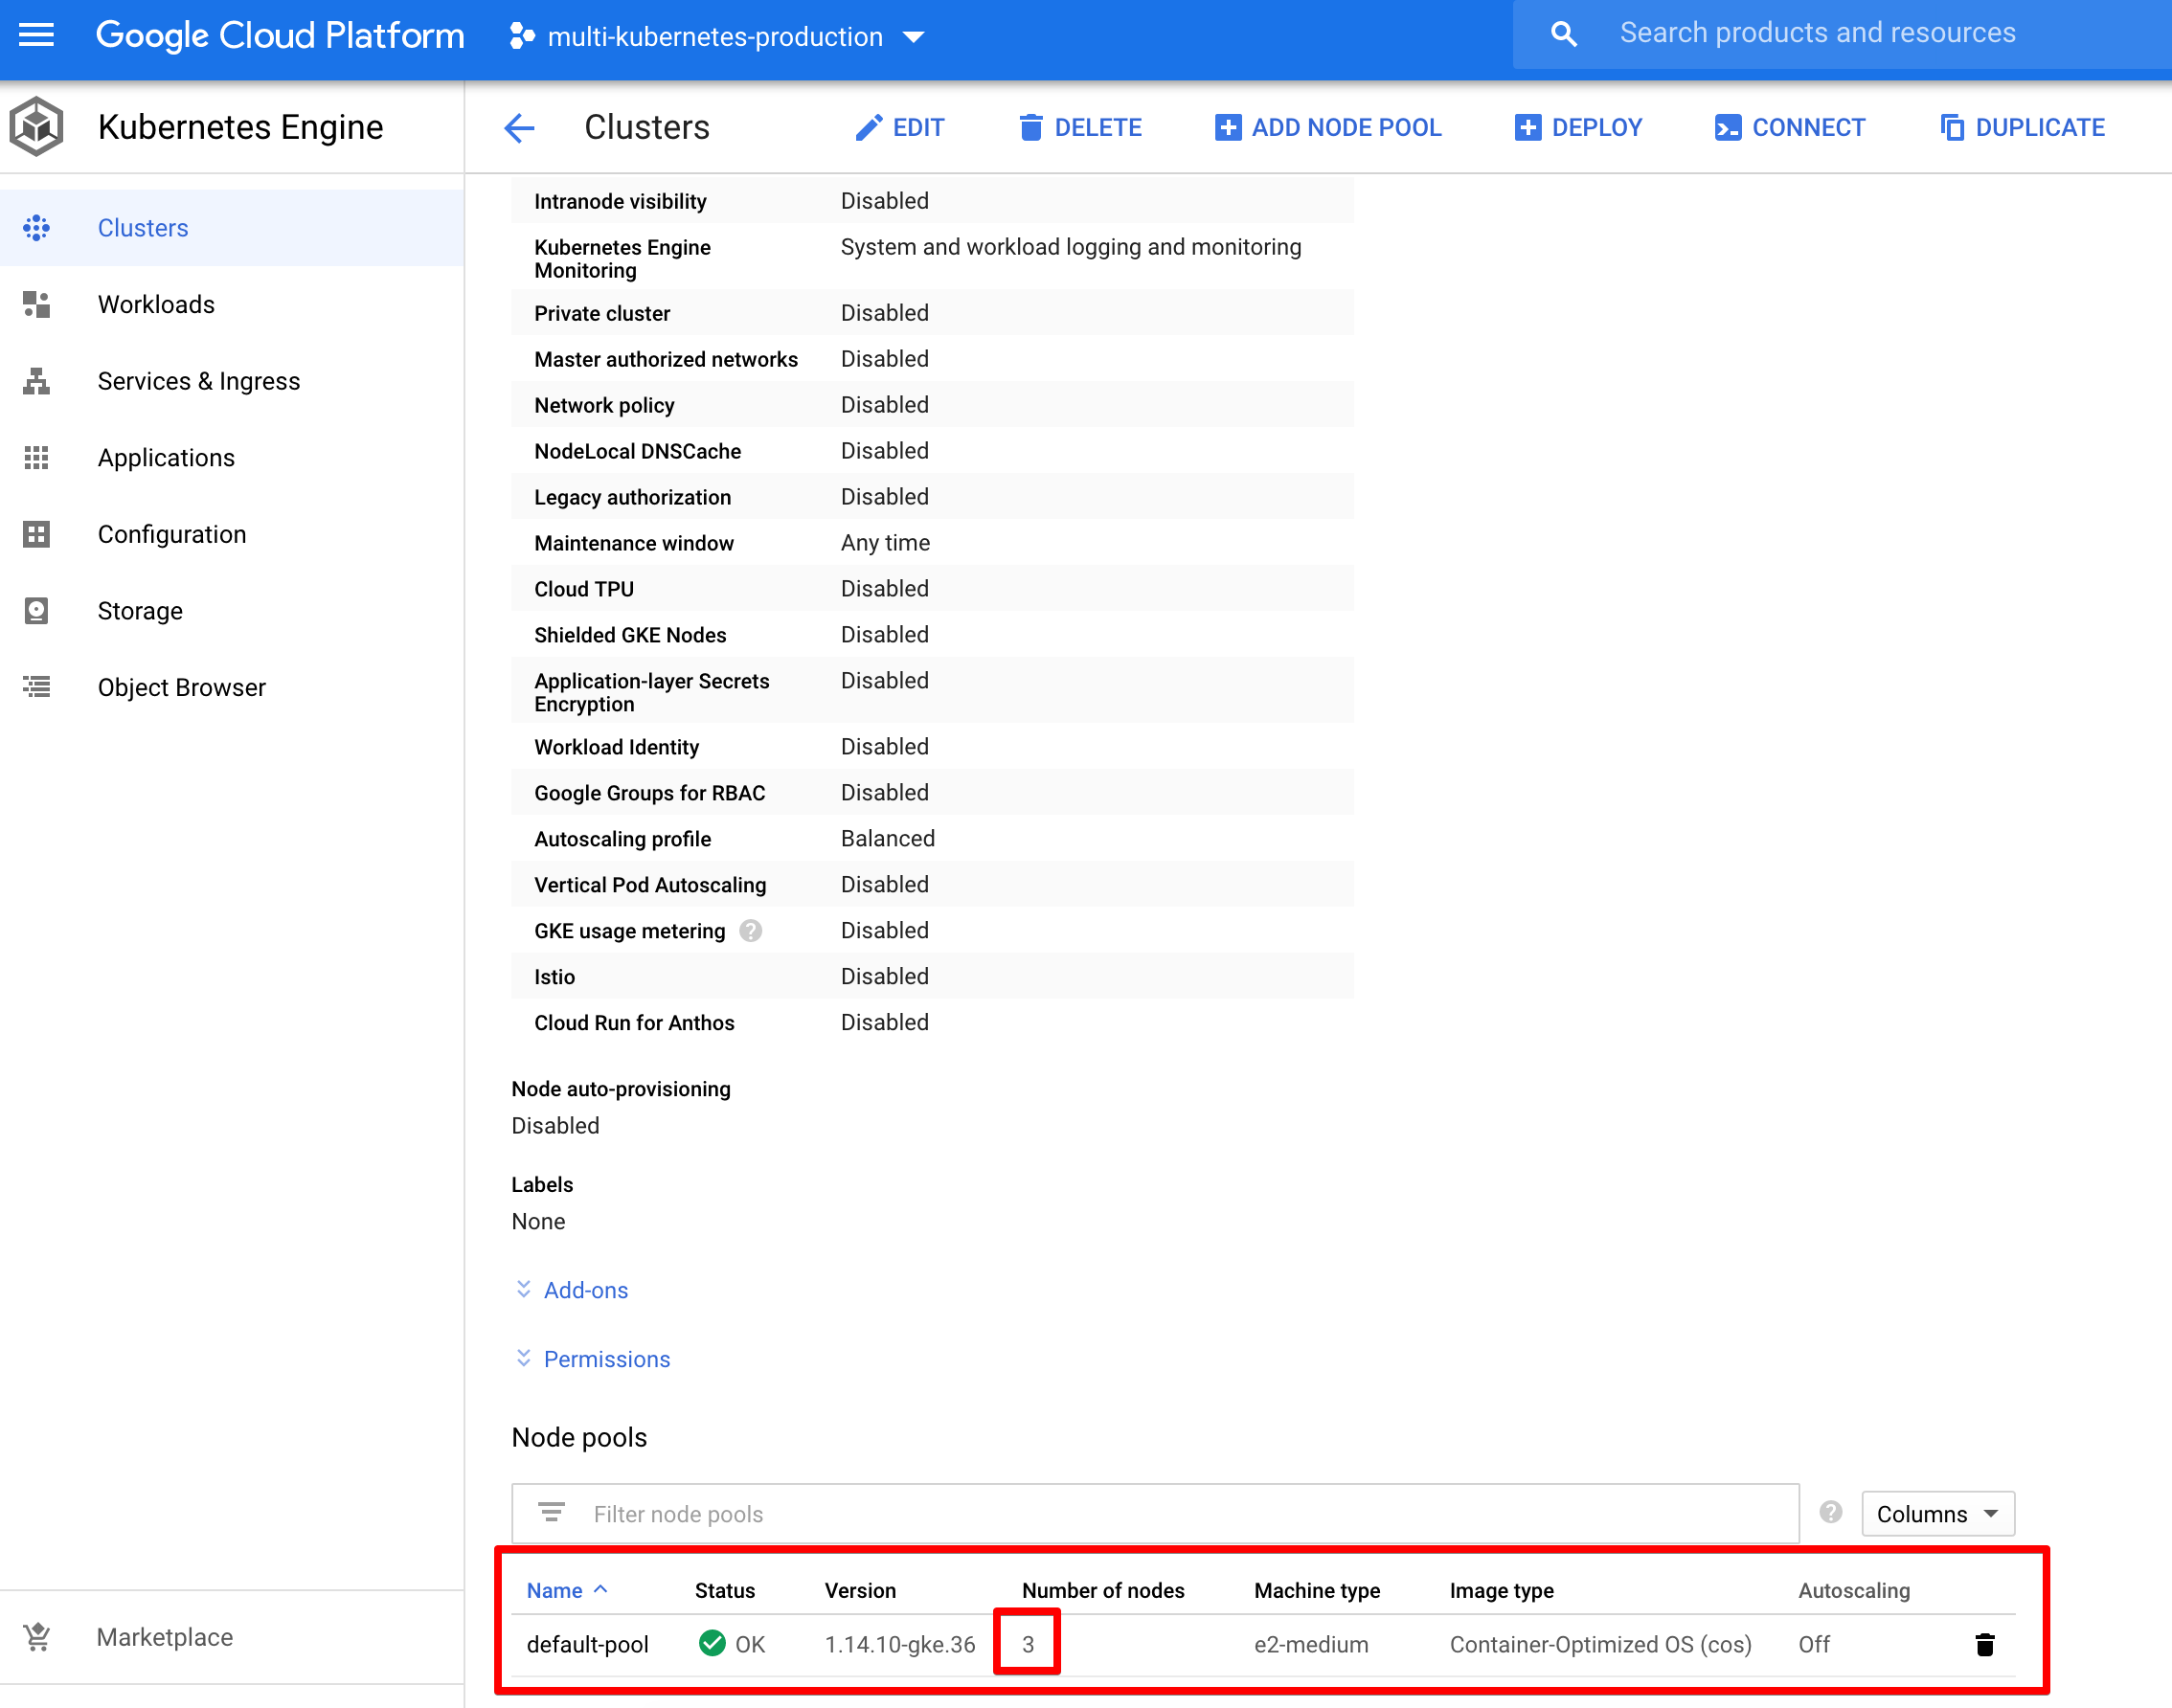 Google Cloud Platform
multi-kubernetes-production
Search products and resources
Kubernetes Engine
Clusters
EDIT
DELETE
ADD NODE POOL
DEPLOY
CONNECT
DUPLICATE
Clusters
Workloads
Services & Ingress
Applications
Configuration
Storage
Object Browser
Marketplace
Intranode visibility Disabled
Kubernetes Engine Monitoring System and workload logging and monitoring
Private cluster Disabled
Master authorized networks Disabled
Network policy Disabled
NodeLocal DNSCache Disabled
Legacy authorization Disabled
Maintenance window Any time
Cloud TPU Disabled
Shielded GKE Nodes Disabled
Application-layer Secrets Encryption Disabled
Workload Identity Disabled
Google Groups for RBAC Disabled
Autoscaling profile Balanced
Vertical Pod Autoscaling Disabled
GKE usage metering ? Disabled
Istio Disabled
Cloud Run for Anthos Disabled
Node auto-provisioning
Disabled
Labels
None
Add-ons
Permissions
Node pools
Filter node pools
?
Columns
Name Status Version Number of nodes Machine type Image type Autoscaling
default-pool OK 1.14.10-gke.36 3 e2-medium Container-Optimized OS (cos) Off